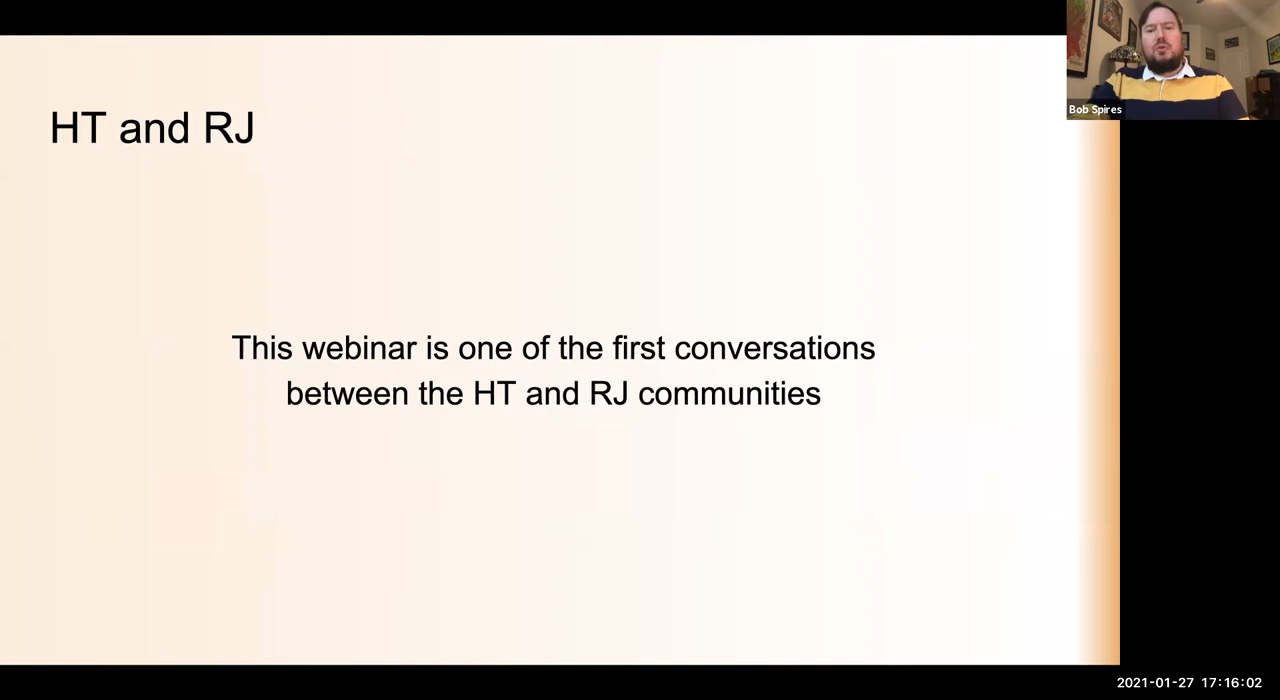 HT and RJ
This webinar is one of the first conversations
between the HT and RJ communities
Bob Spires
2021-01-27 17:16:02